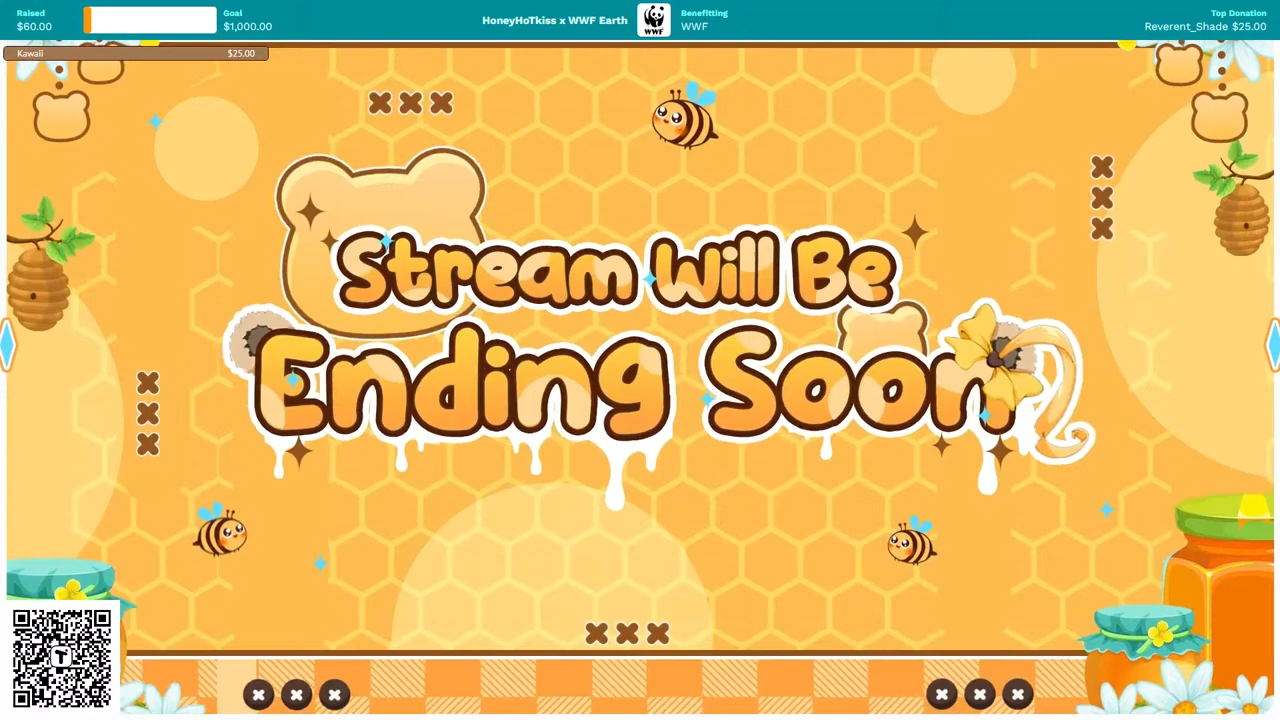 Raised
$60.00
Goal
$1,000.00
HoneyHoTkiss x WWF Earth
WWF
Benefitting
WWF
Top Donation
Reverent_Shade $25.00
Kawaii $25.00
Stream Will Be
Ending Soon
T